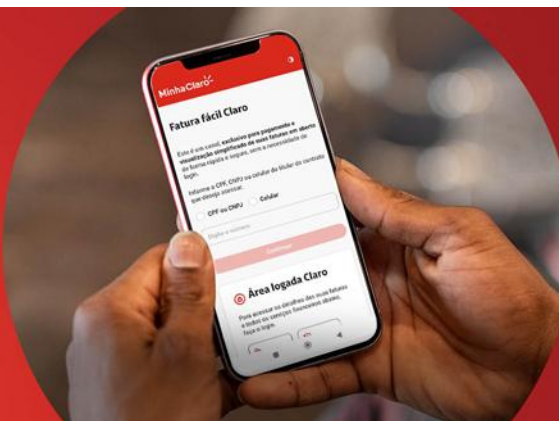 MinhaClaro
Fatura fácil Claro
Este é um canal, exclusivo para pagamento e
visualização simplificado de suas faturas em aberto
de forma rápida e segura, sem a necessidade de
login.
Informe o CPF, CNPJ ou celular do titular do contrato
que deseja acessar.
CPF ou CNPJ Celular
Digite o número
Continuar
Área logada Claro
Para acessar os detalhes das suas faturas
e todos os serviços financeiros abaixo,
faça o login.